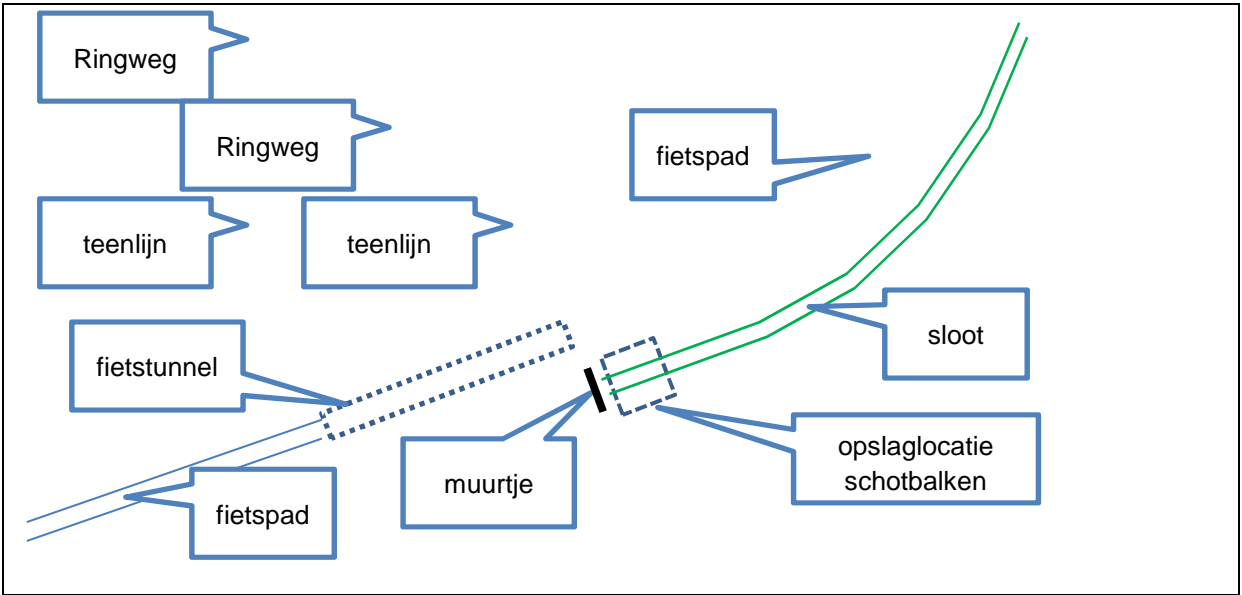 Ringweg
Ringweg
fietspad
teenlijn
teenlijn
sloot
fietstunnel
opslaglocatie
schotbalken
muurtje
fietspad